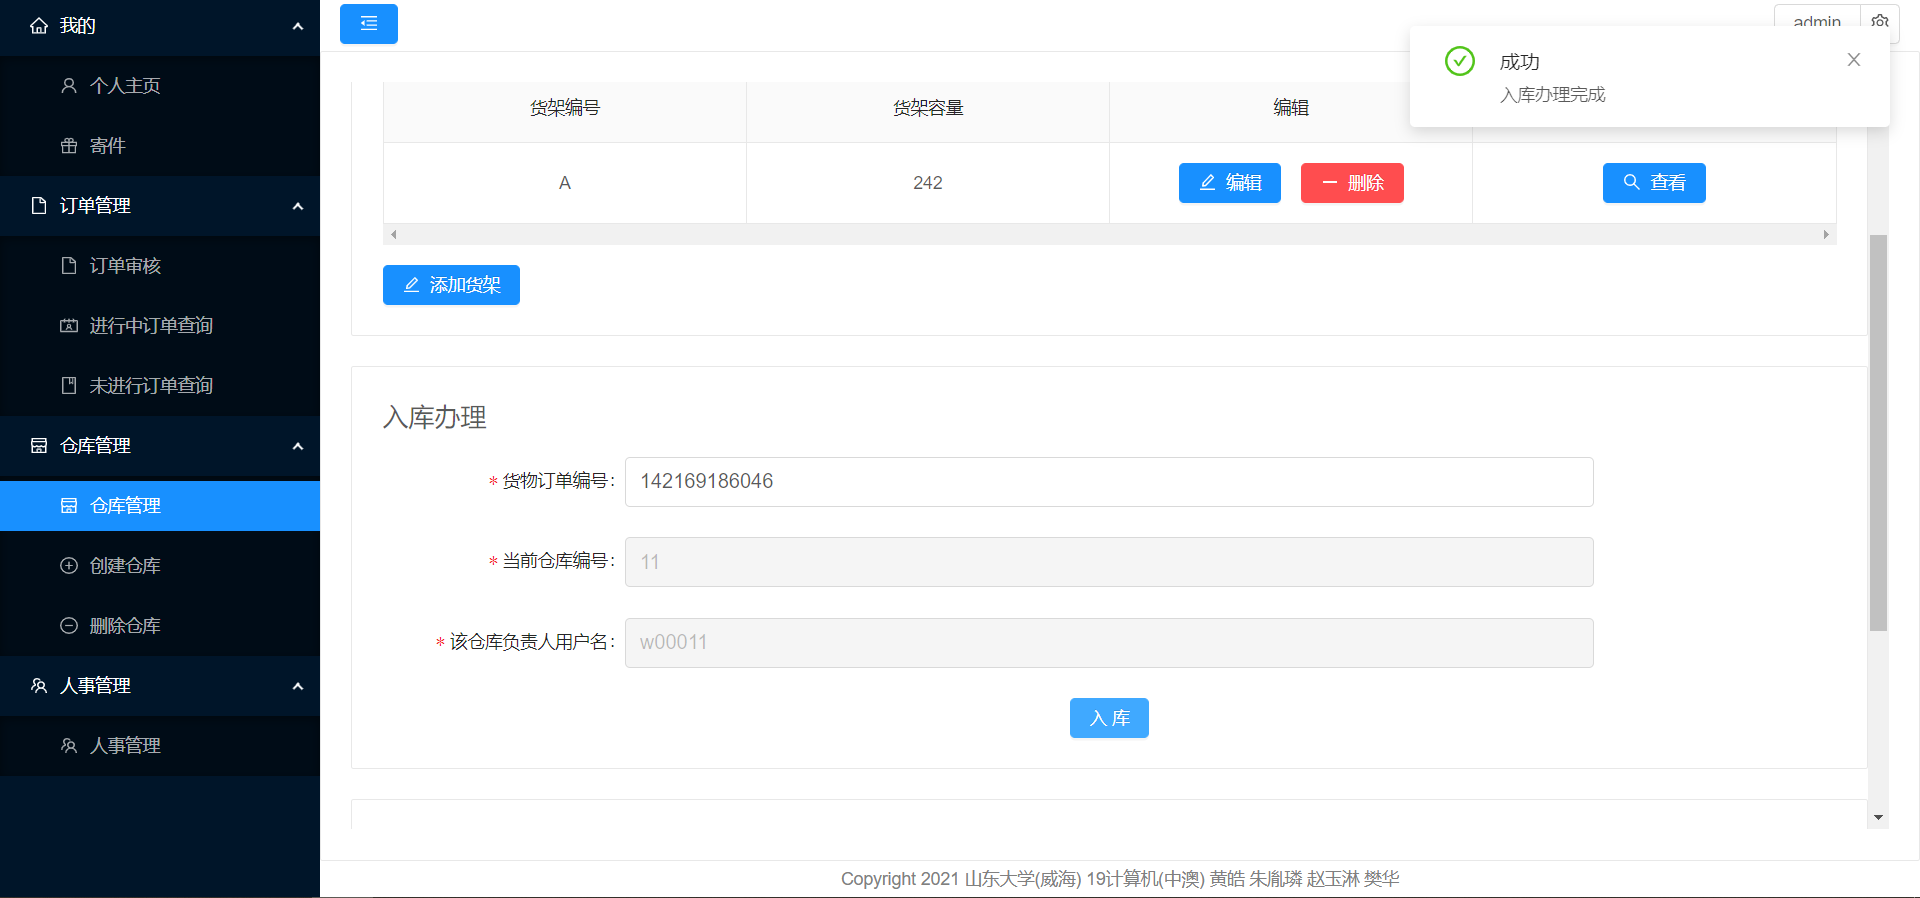 我的
个人主页
寄件
订单管理
订单审核
进行中订单查询
未进行订单查询
仓库管理
仓库管理
创建仓库
删除仓库
人事管理
人事管理
admin
成功
入库办理完成
货架编号 货架容量 编辑
A 242 编辑 删除 查看
添加货架
入库办理
* 货物订单编号: 142169186046
* 当前仓库编号: 11
* 该仓库负责人用户名: w00011
入 库
Copyright 2021 山东大学(威海) 19计算机(中澳) 黄皓 朱胤璘 赵玉淋 樊华